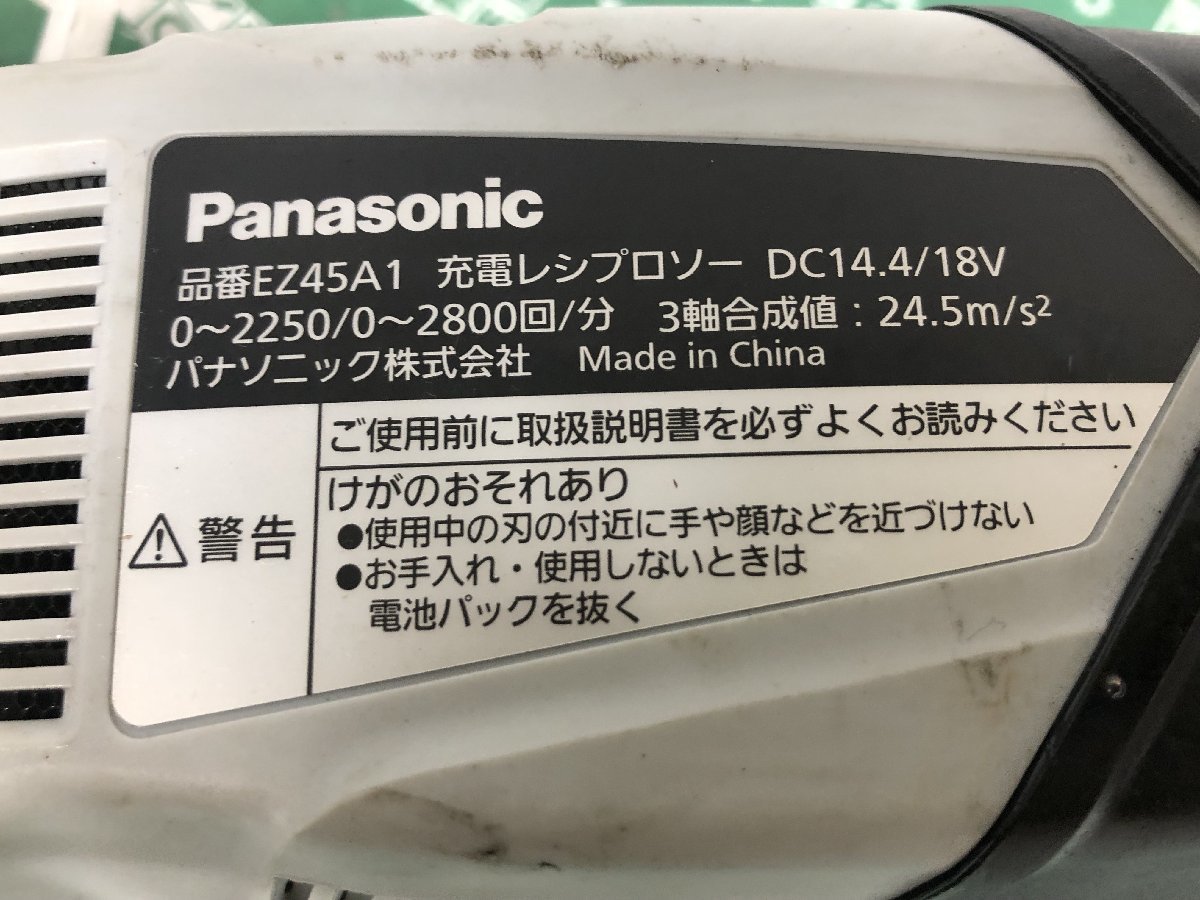 Panasonic
品番EZ45A1 充電レシプロソー DC14.4/18V
0～2250/0～2800回/分 3軸合成値：24.5m/s²
パナソニック株式会社 Made in China
ご使用前に取扱説明書を必ずよくお読みください
警告
けがのおそれあり
●使用中の刃の付近に手や顔などを近づけない
●お手入れ・使用しないときは
電池パックを抜く